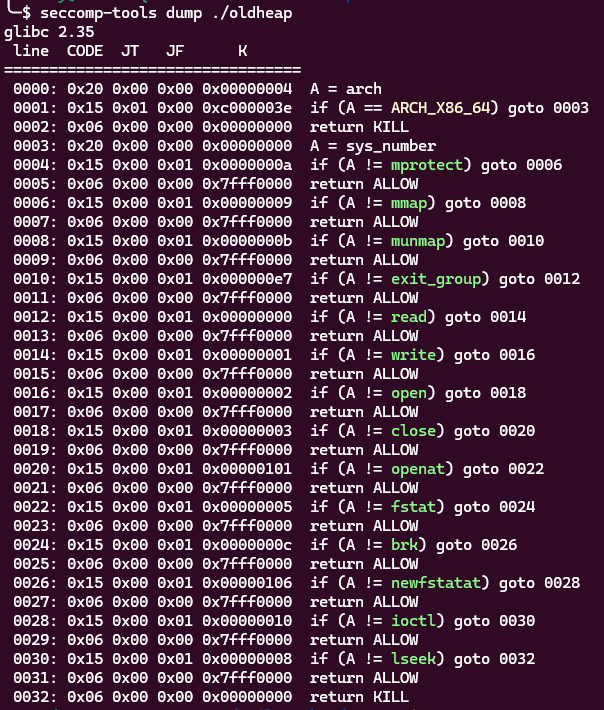 ╰─$ seccomp-tools dump ./oldheap
glibc 2.35
 line  CODE  JT   JF      K
=================================
 0000: 0x20 0x00 0x00 0x00000004  A = arch
 0001: 0x15 0x01 0x00 0xc000003e  if (A == ARCH_X86_64) goto 0003
 0002: 0x06 0x00 0x00 0x00000000  return KILL
 0003: 0x20 0x00 0x00 0x00000000  A = sys_number
 0004: 0x15 0x00 0x01 0x0000000a  if (A != mprotect) goto 0006
 0005: 0x06 0x00 0x00 0x7fff0000  return ALLOW
 0006: 0x15 0x00 0x01 0x00000009  if (A != mmap) goto 0008
 0007: 0x06 0x00 0x00 0x7fff0000  return ALLOW
 0008: 0x15 0x00 0x01 0x0000000b  if (A != munmap) goto 0010
 0009: 0x06 0x00 0x00 0x7fff0000  return ALLOW
 0010: 0x15 0x00 0x01 0x000000e7  if (A != exit_group) goto 0012
 0011: 0x06 0x00 0x00 0x7fff0000  return ALLOW
 0012: 0x15 0x00 0x01 0x00000000  if (A != read) goto 0014
 0013: 0x06 0x00 0x00 0x7fff0000  return ALLOW
 0014: 0x15 0x00 0x01 0x00000001  if (A != write) goto 0016
 0015: 0x06 0x00 0x00 0x7fff0000  return ALLOW
 0016: 0x15 0x00 0x01 0x00000002  if (A != open) goto 0018
 0017: 0x06 0x00 0x00 0x7fff0000  return ALLOW
 0018: 0x15 0x00 0x01 0x00000003  if (A != close) goto 0020
 0019: 0x06 0x00 0x00 0x7fff0000  return ALLOW
 0020: 0x15 0x00 0x01 0x00000101  if (A != openat) goto 0022
 0021: 0x06 0x00 0x00 0x7fff0000  return ALLOW
 0022: 0x15 0x00 0x01 0x00000005  if (A != fstat) goto 0024
 0023: 0x06 0x00 0x00 0x7fff0000  return ALLOW
 0024: 0x15 0x00 0x01 0x0000000c  if (A != brk) goto 0026
 0025: 0x06 0x00 0x00 0x7fff0000  return ALLOW
 0026: 0x15 0x00 0x01 0x00000106  if (A != newfstatat) goto 0028
 0027: 0x06 0x00 0x00 0x7fff0000  return ALLOW
 0028: 0x15 0x00 0x01 0x00000010  if (A != ioctl) goto 0030
 0029: 0x06 0x00 0x00 0x7fff0000  return ALLOW
 0030: 0x15 0x00 0x01 0x00000008  if (A != lseek) goto 0032
 0031: 0x06 0x00 0x00 0x7fff0000  return ALLOW
 0032: 0x06 0x00 0x00 0x00000000  return KILL